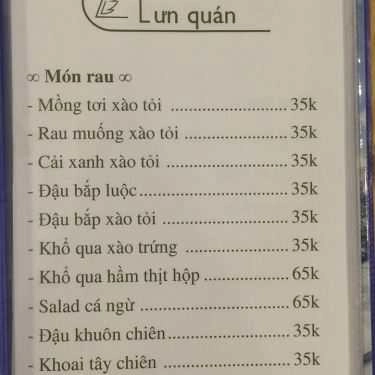 Lưn quán
∞ Món rau ∞
- Mồng tơi xào tỏi ........................ 35k
- Rau muống xào tỏi ...................... 35k
- Cải xanh xào tỏi ......................... 35k
- Đậu bắp luộc............................... 35k
- Đậu bắp xào tỏi .......................... 35k
- Khổ qua xào trứng ...................... 35k
- Khổ qua hầm thịt hộp ................. 65k
- Salad cá ngừ ............................... 65k
- Đậu khuôn chiên......................... 35k
- Khoai tây chiên .......................... 35k